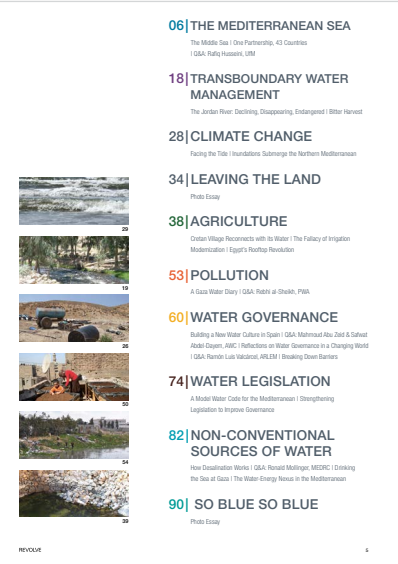 06|THE MEDITERRANEAN SEA
The Middle Sea | One Partnership, 43 Countries
| Q&A: Rafiq Husseini, UfM
18|TRANSBOUNDARY WATER
MANAGEMENT
The Jordan River: Declining, Disappearing, Endangered | Bitter Harvest
28|CLIMATE CHANGE
Facing the Tide | Inundations Submerge the Northern Mediterranean
34|LEAVING THE LAND
Photo Essay
38|AGRICULTURE
Cretan Village Reconnects with its Water | The Fallacy of Irrigation
Modernization | Egypt's Rooftop Revolution
53|POLLUTION
A Gaza Water Diary | Q&A: Rebhi al-Sheikh, PWA
60|WATER GOVERNANCE
Building a New Water Culture in Spain | Q&A: Mahmoud Abu Zeid & Safwat
Abdel-Dayem, AWC | Reflections on Water Governance in a Changing World
| Q&A: Ramón Luis Valcárcel, ARLEM | Breaking Down Barriers
74|WATER LEGISLATION
A Model Water Code for the Mediterranean | Strengthening
Legislation to Improve Governance
82|NON-CONVENTIONAL
SOURCES OF WATER
How Desalination Works | Q&A: Ronald Mollinger, MEDRC | Drinking
the Sea at Gaza | The Water-Energy Nexus in the Mediterranean
90| SO BLUE SO BLUE
Photo Essay
29
19
26
50
54
39
REVOLVE